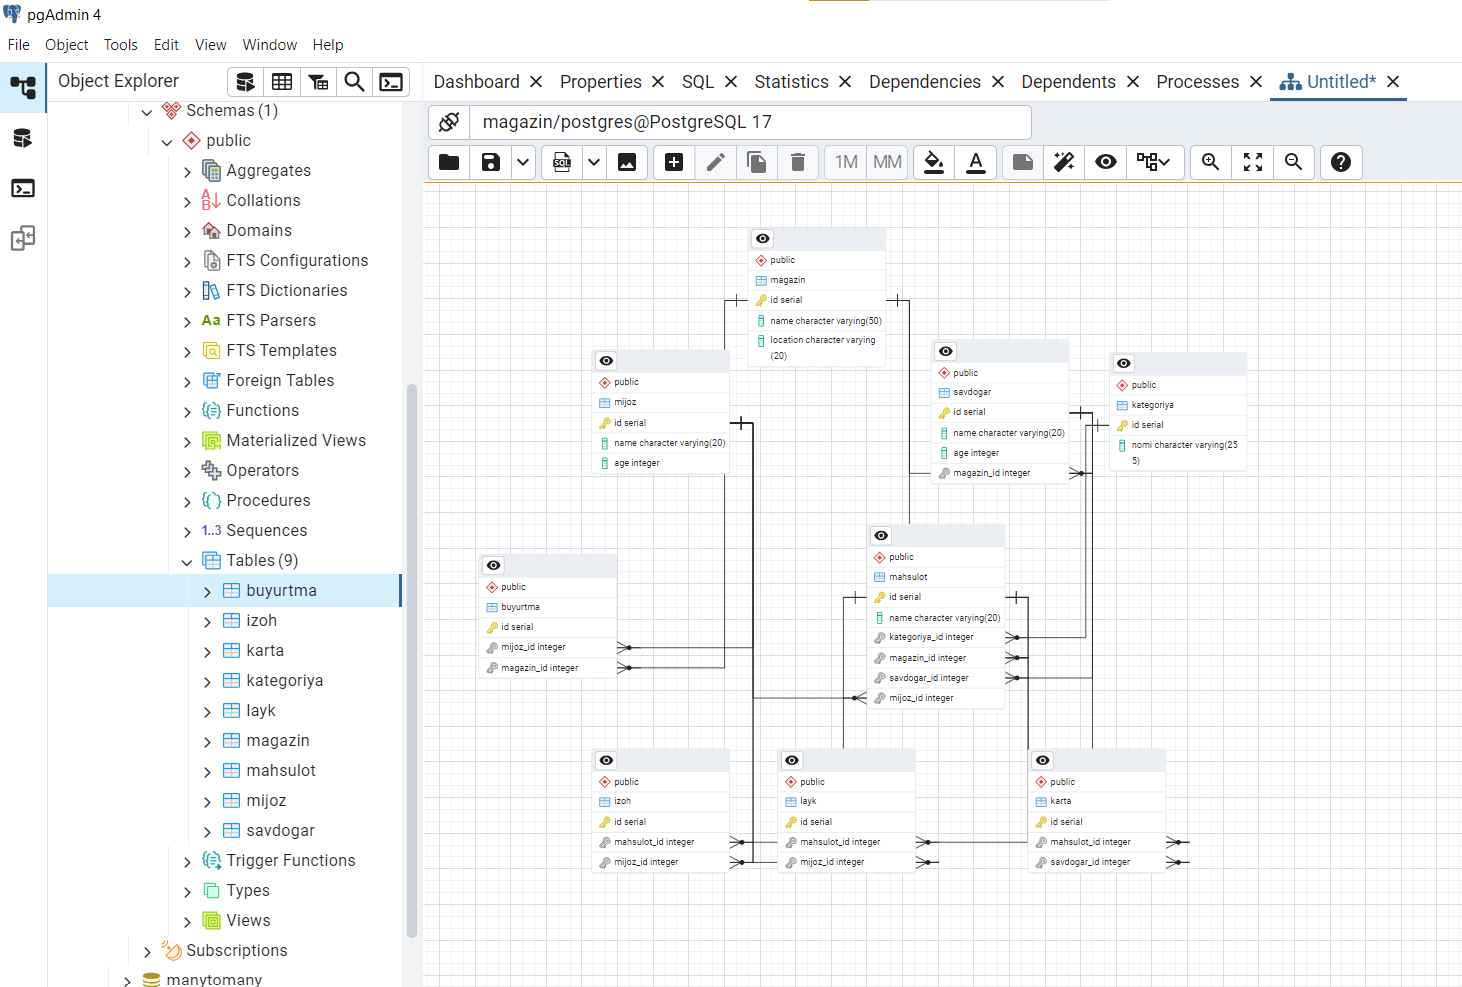 pgAdmin 4
File Object Tools Edit View Window Help
Object Explorer
Dashboard Properties SQL Statistics Dependencies Dependents Processes Untitled*
magazin/postgres@PostgreSQL 17
SQL 1M MM A
Schemas (1)
public
Aggregates
Collations
Domains
FTS Configurations
FTS Dictionaries
Aa FTS Parsers
FTS Templates
Foreign Tables
Functions
Materialized Views
Operators
Procedures
1..3 Sequences
Tables (9)
buyurtma
izoh
karta
kategoriya
layk
magazin
mahsulot
mijoz
savdogar
Trigger Functions
Types
Views
Subscriptions
manytomany
public
magazin
id serial
name character varying(50)
location character varying
(20)
public
mijoz
id serial
name character varying(20)
age integer
public
savdogar
id serial
name character varying(20)
age integer
magazin_id integer
public
kategoriya
id serial
nomi character varying(25
5)
public
buyurtma
id serial
mijoz_id integer
magazin_id integer
public
mahsulot
id serial
name character varying(20)
kategoriya_id integer
magazin_id integer
savdogar_id integer
mijoz_id integer
public
izoh
id serial
mahsulot_id integer
mijoz_id integer
public
layk
id serial
mahsulot_id integer
mijoz_id integer
public
karta
id serial
mahsulot_id integer
savdogar_id integer